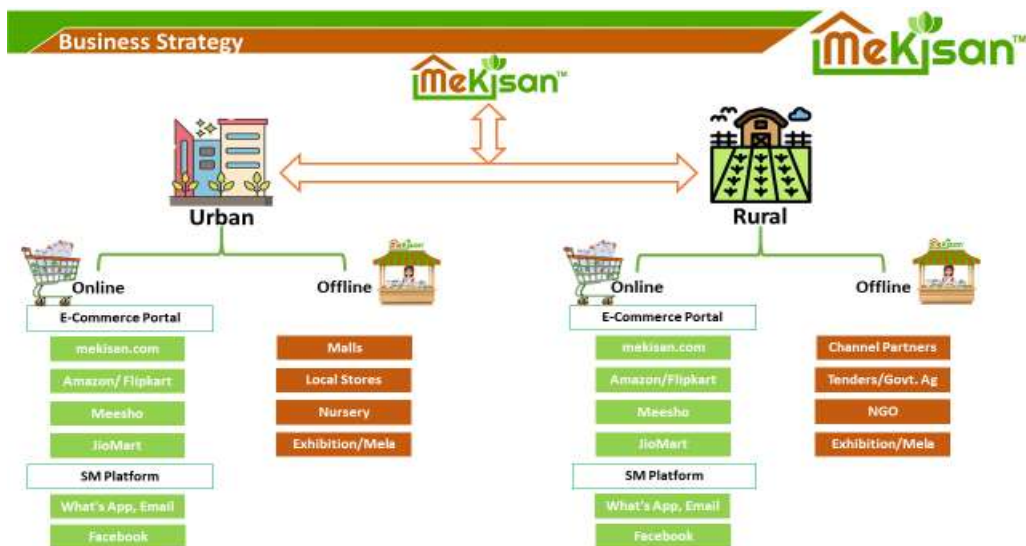 Business Strategy
MeKisan™
MeKisan™
Urban
Rural
Online
Offline
MeKisan
E-Commerce Portal
mekisan.com
Amazon/ Flipkart
Meesho
JioMart
SM Platform
What's App, Email
Facebook
Malls
Local Stores
Nursery
Exhibition/Mela
Online
Offline
MeKisan
E-Commerce Portal
mekisan.com
Amazon/Flipkart
Meesho
JioMart
SM Platform
What's App, Email
Facebook
Channel Partners
Tenders/Govt. Ag
NGO
Exhibition/Mela